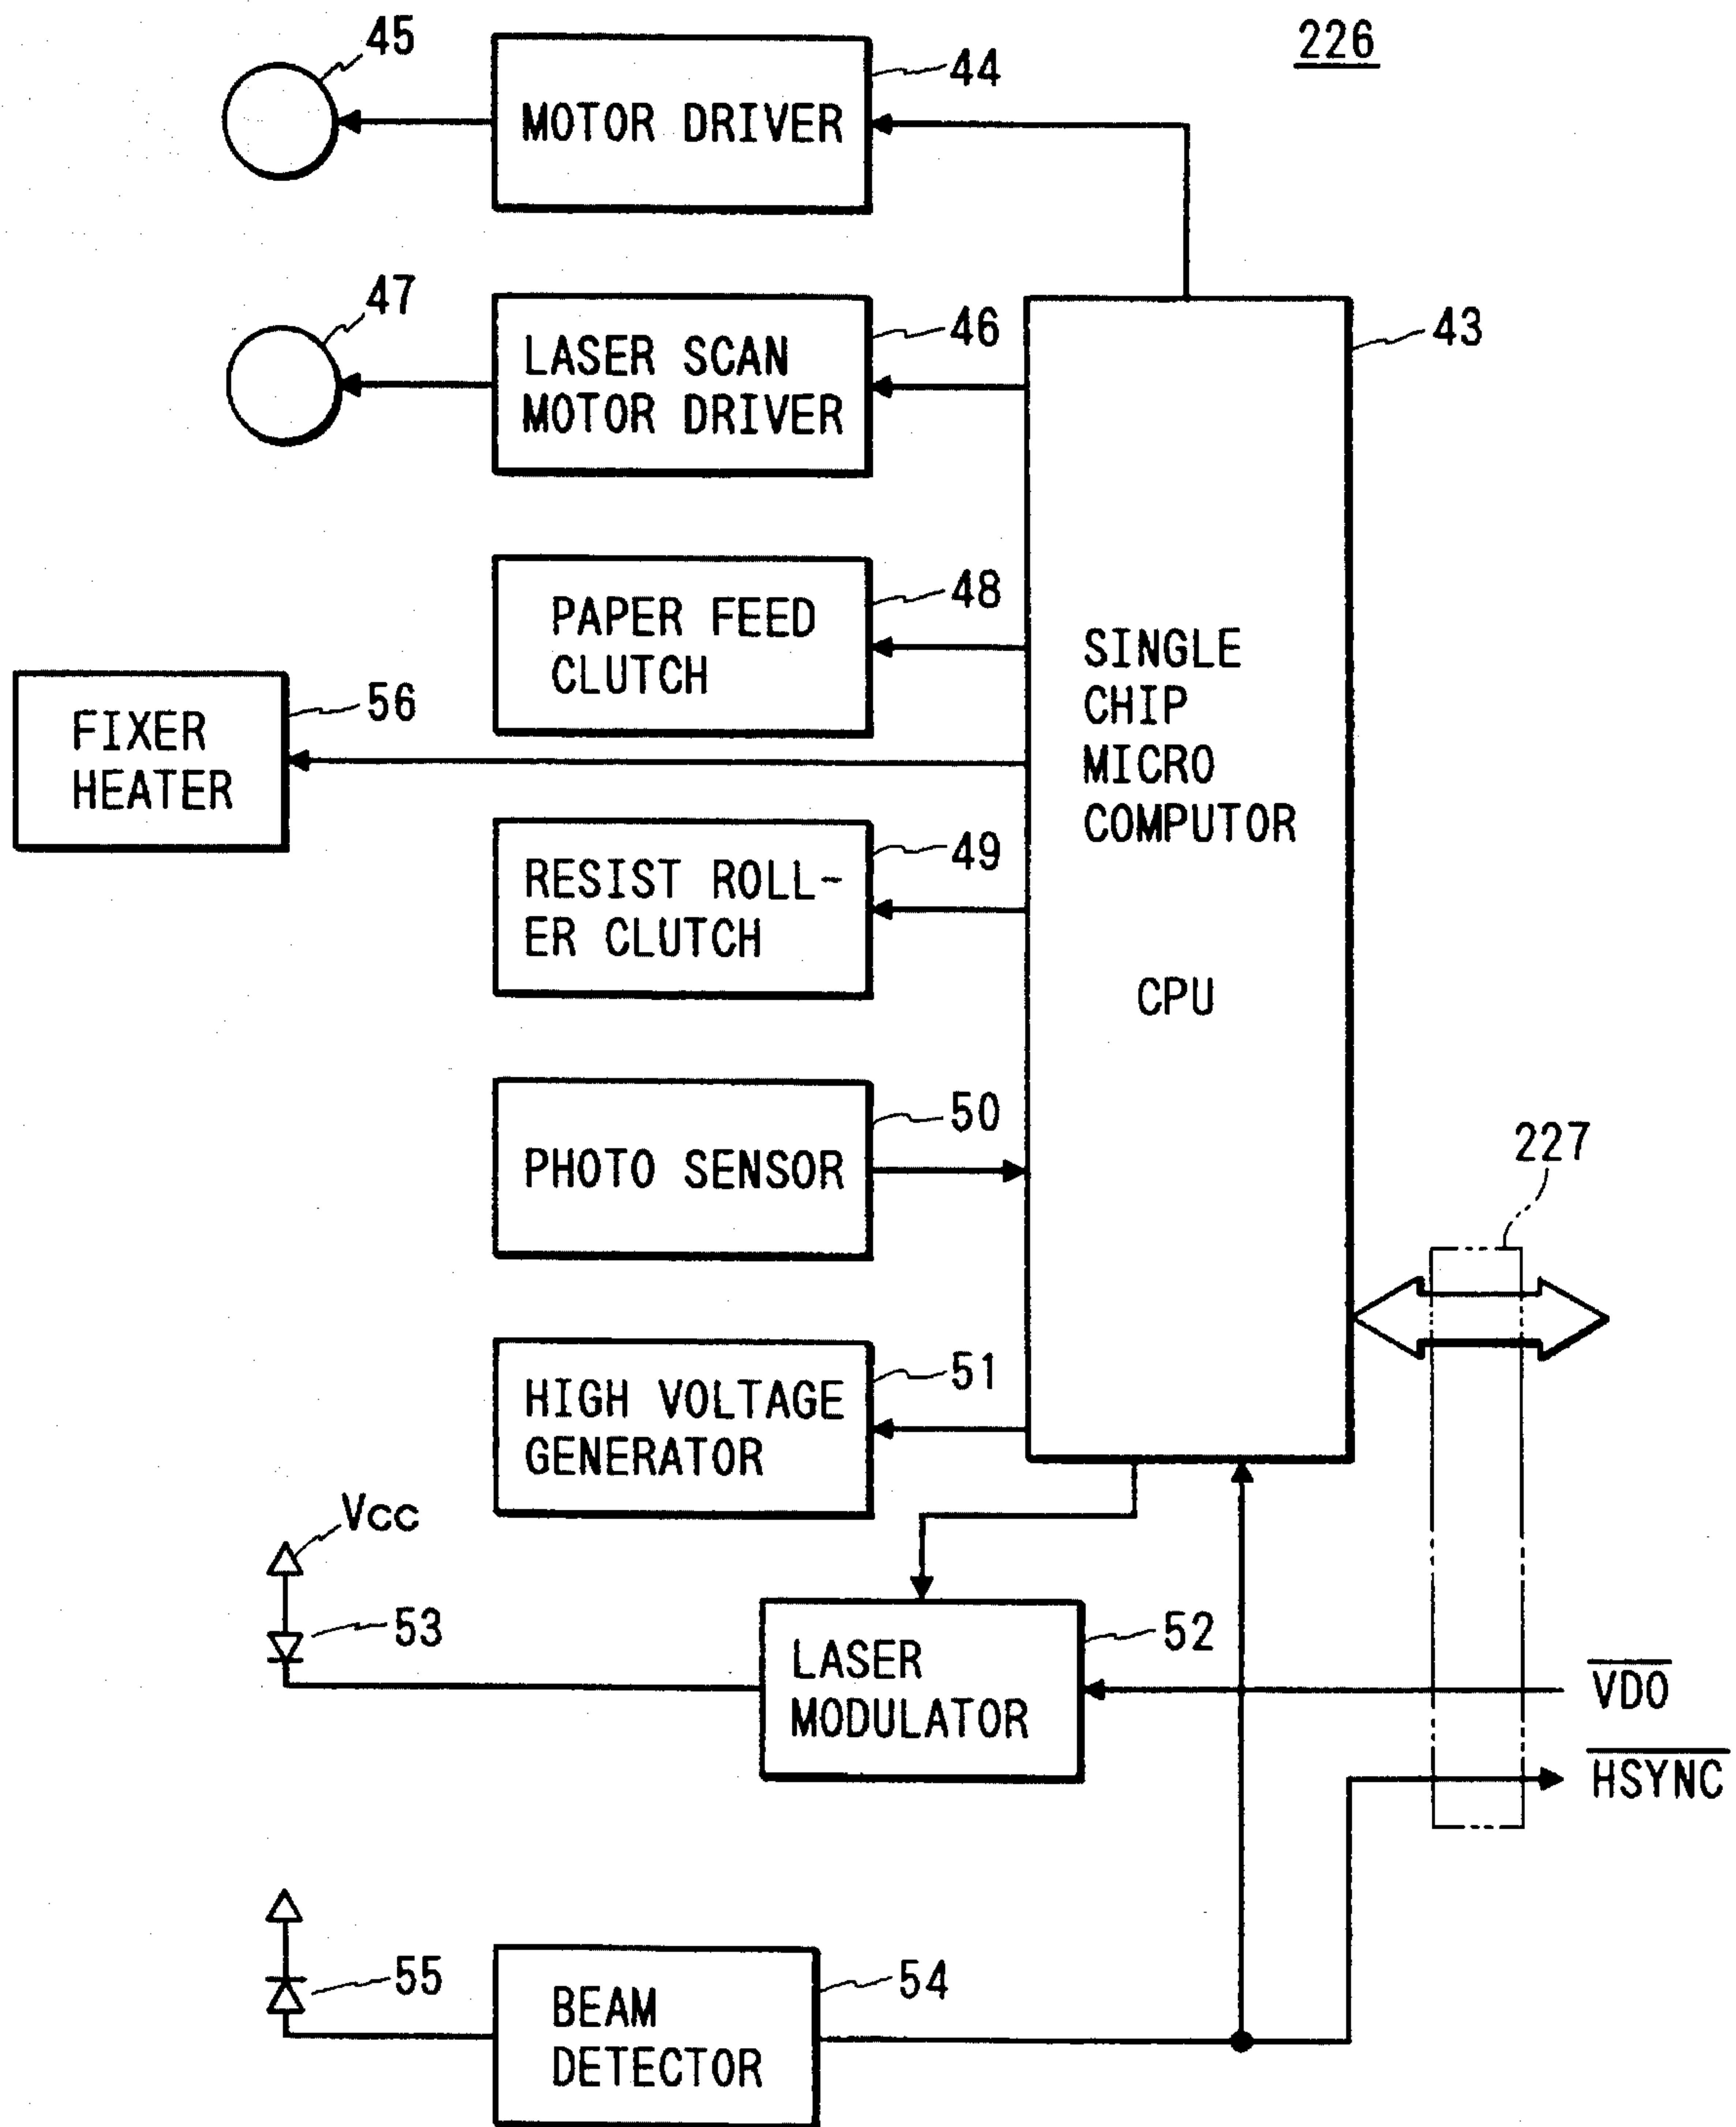 226
45
44
MOTOR DRIVER
47
46
LASER SCAN
MOTOR DRIVER
43
48
PAPER FEED
CLUTCH
SINGLE
CHIP
MICRO
COMPUTOR
CPU
56
FIXER
HEATER
49
RESIST ROLL-
ER CLUTCH
50
PHOTO SENSOR
227
51
HIGH VOLTAGE
GENERATOR
Vcc
53
52
LASER
MODULATOR
VDO
HSYNC
55
54
BEAM
DETECTOR